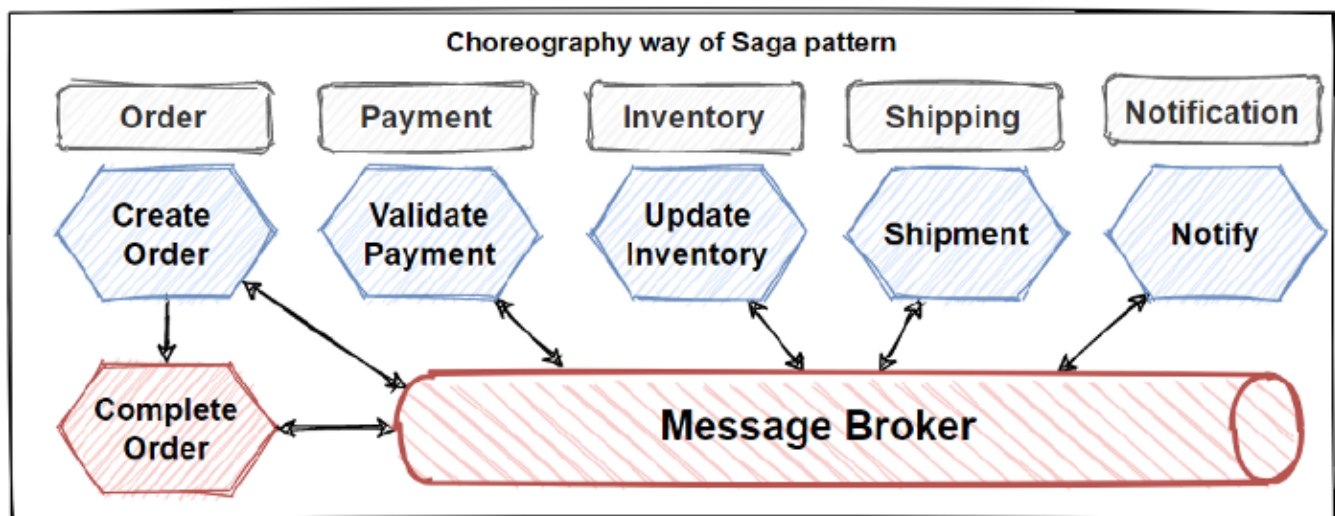 Choreography way of Saga pattern
Order
Payment
Inventory
Shipping
Notification
Create
Order
Validate
Payment
Update
Inventory
Shipment
Notify
Complete
Order
Message Broker